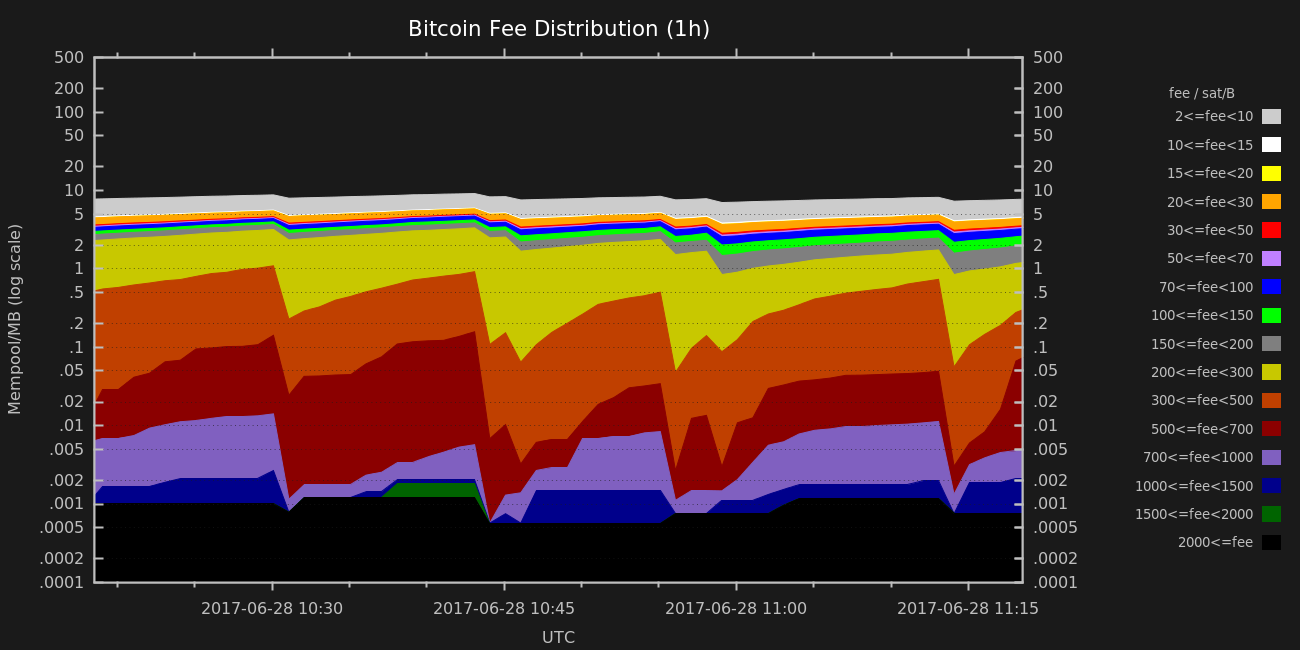 Bitcoin Fee Distribution (1h)
500
200
100
50
20
10
5
2
1
.5
.2
.1
.05
.02
.01
.005
.002
.001
.0005
.0002
.0001
Mempool/MB (log scale)
500
200
100
50
20
10
5
2
1
.5
.2
.1
.05
.02
.01
.005
.002
.001
.0005
.0002
.0001
fee / sat/B
2<=fee<10
10<=fee<15
15<=fee<20
20<=fee<30
30<=fee<50
50<=fee<70
70<=fee<100
100<=fee<150
150<=fee<200
200<=fee<300
300<=fee<500
500<=fee<700
700<=fee<1000
1000<=fee<1500
1500<=fee<2000
2000<=fee
2017-06-28 10:30
2017-06-28 10:45
2017-06-28 11:00
2017-06-28 11:15
UTC